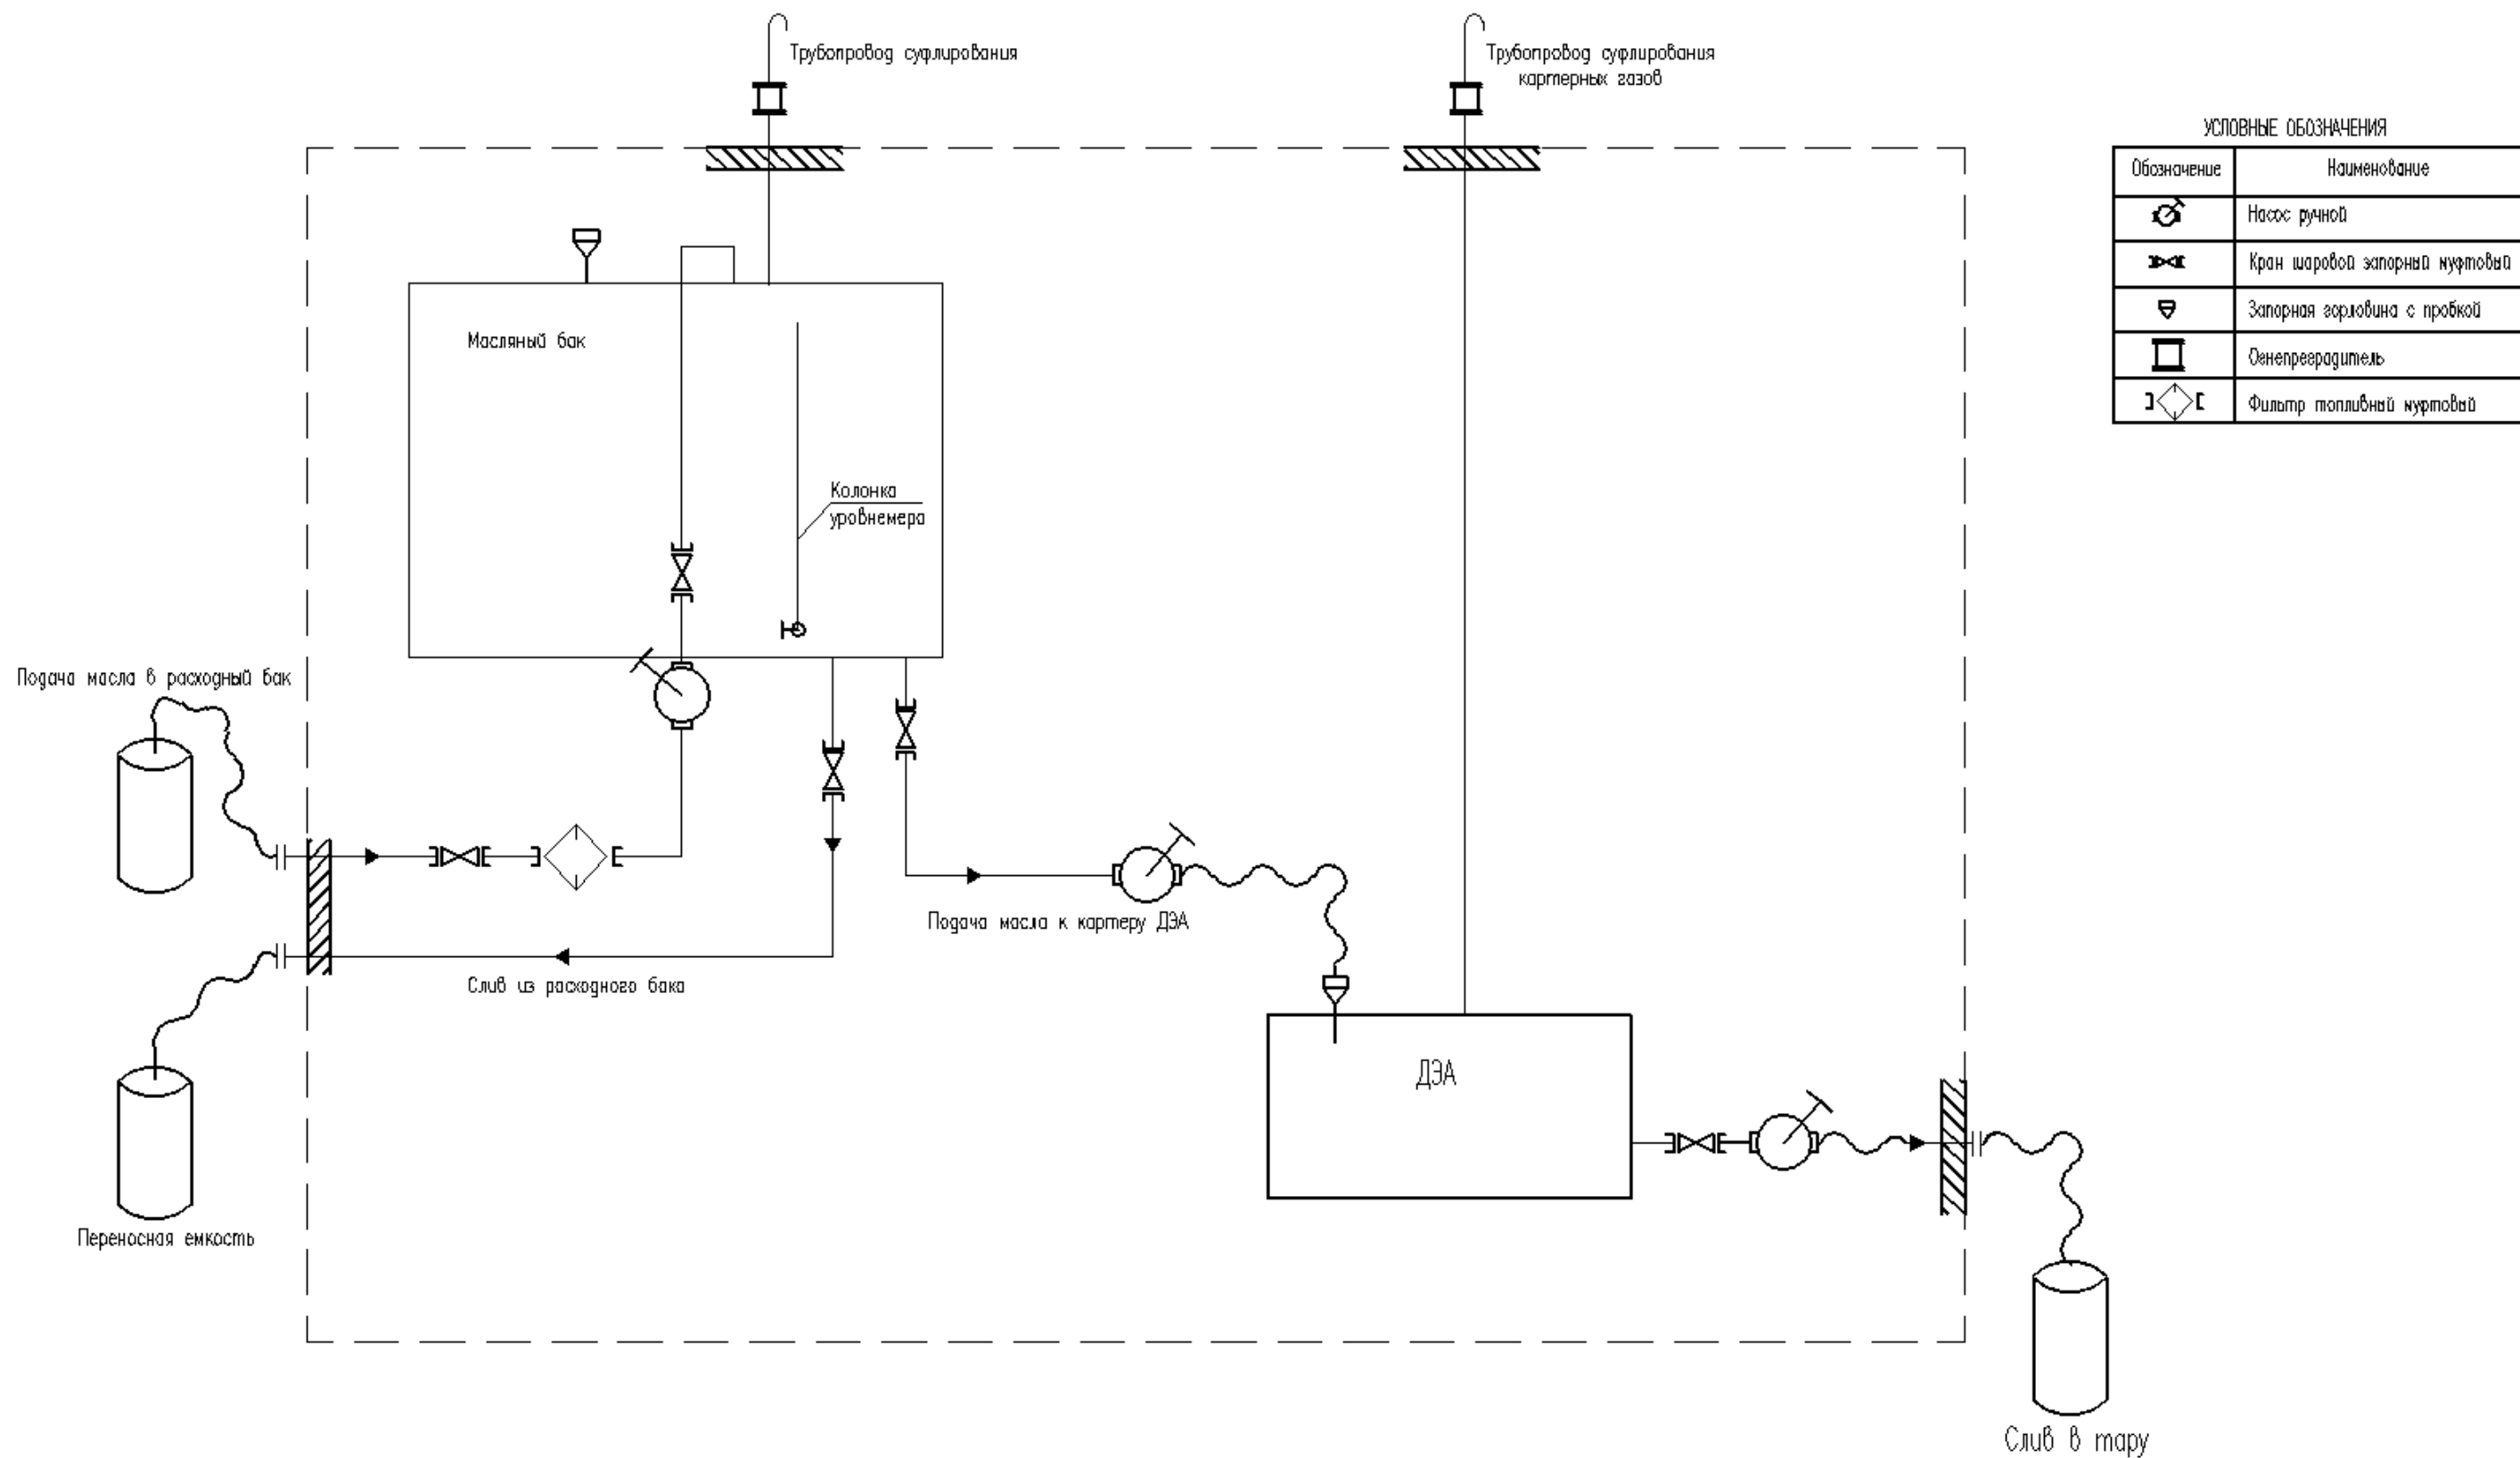 Трубопровод суфлирования
Трубопровод суфлирования
картерных газов
УСЛОВНЫЕ ОБОЗНАЧЕНИЯ
Обозначение Наименование
Насос ручной
Кран шаровой запорный муфтовый
Запорная горловина с пробкой
Огнепреградитель
Фильтр топливный муфтовый
Масляный бак
Колонка
уровнемера
Подача масла в расходный бак
Подача масла к картеру ДЭА
Слив из расходного бака
ДЭА
Переносная емкость
Слив в тару